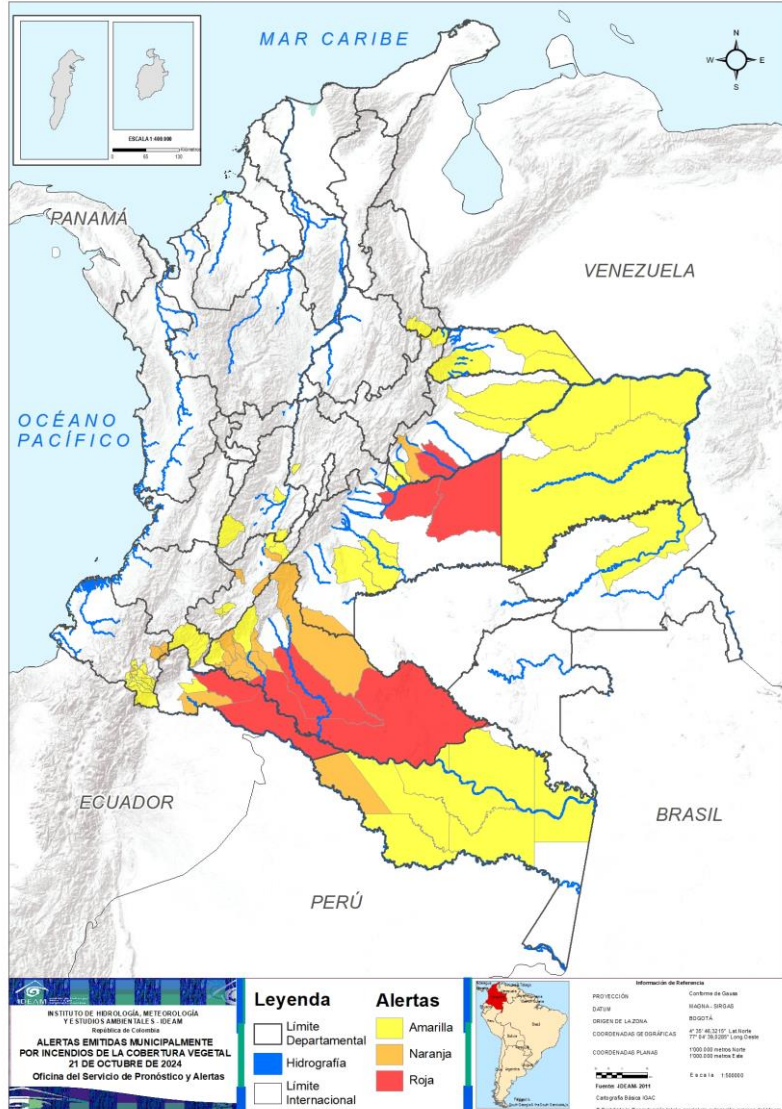 MAR CARIBE
N
W
E
S
ESCALA 1:400.000
PANAMÁ
VENEZUELA
OCÉANO
PACÍFICO
ECUADOR
BRASIL
PERÚ
IDEAM
INSTITUTO DE HIDROLOGÍA, METEOROLOGÍA
Y ESTUDIOS AMBIENTALES - IDEAM
República de Colombia
ALERTAS EMITIDAS MUNICIPALMENTE
POR INCENDIOS DE LA COBERTURA VEGETAL
21 DE OCTUBRE DE 2024
Oficina del Servicio de Pronóstico y Alertas
Leyenda
Límite
Departamental
Hidrografía
Límite
Internacional
Alertas
Amarilla
Naranja
Roja
Información de Referencia
PROYECCIÓN Conforme de Gauss
DATUM MAGNA - SIRGAS
ORIGEN DE LA ZONA BOGOTÁ
COORDENADAS GEOGRÁFICAS
COORDENADAS PLANAS 1'000.000 metros Norte
1'000.000 metros Este
Fuente: IDEAM 2011
Cartografía Básica IGAC